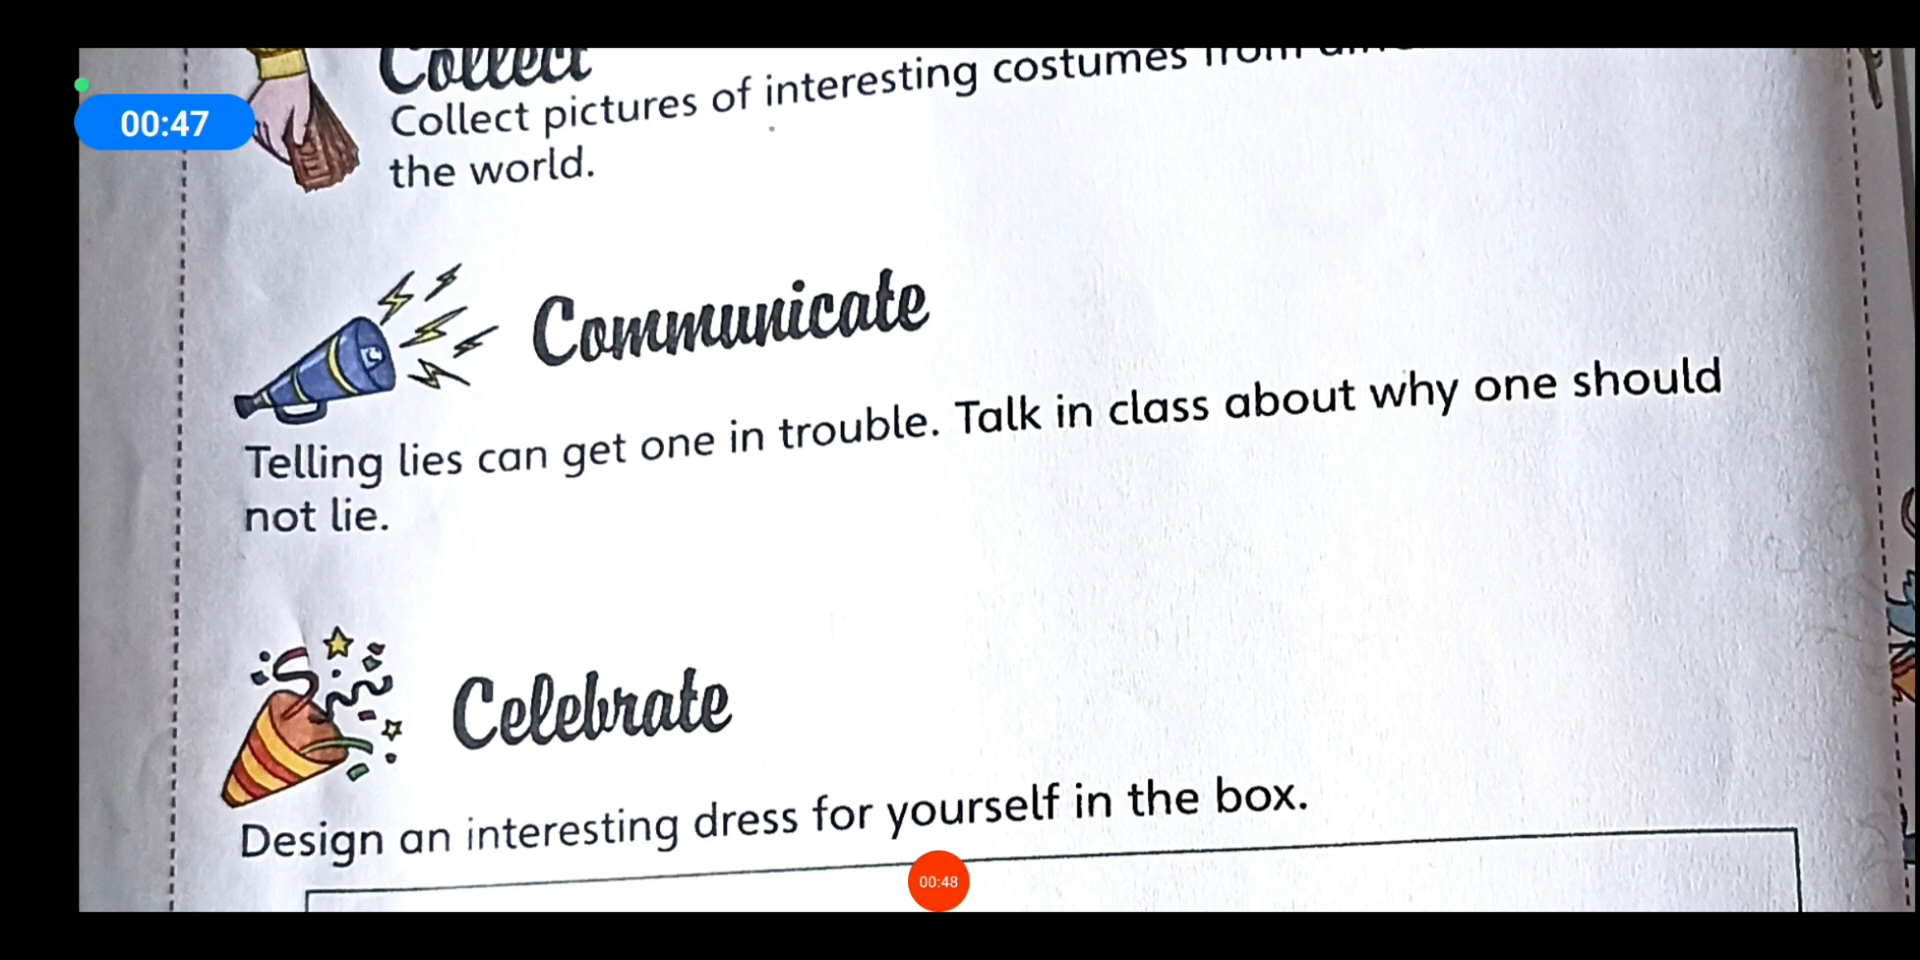 Collect
Collect pictures of interesting costumes from
the world.
00:47
Communicate
Telling lies can get one in trouble. Talk in class about why one should
not lie.
Celebrate
Design an interesting dress for yourself in the box.
00:48